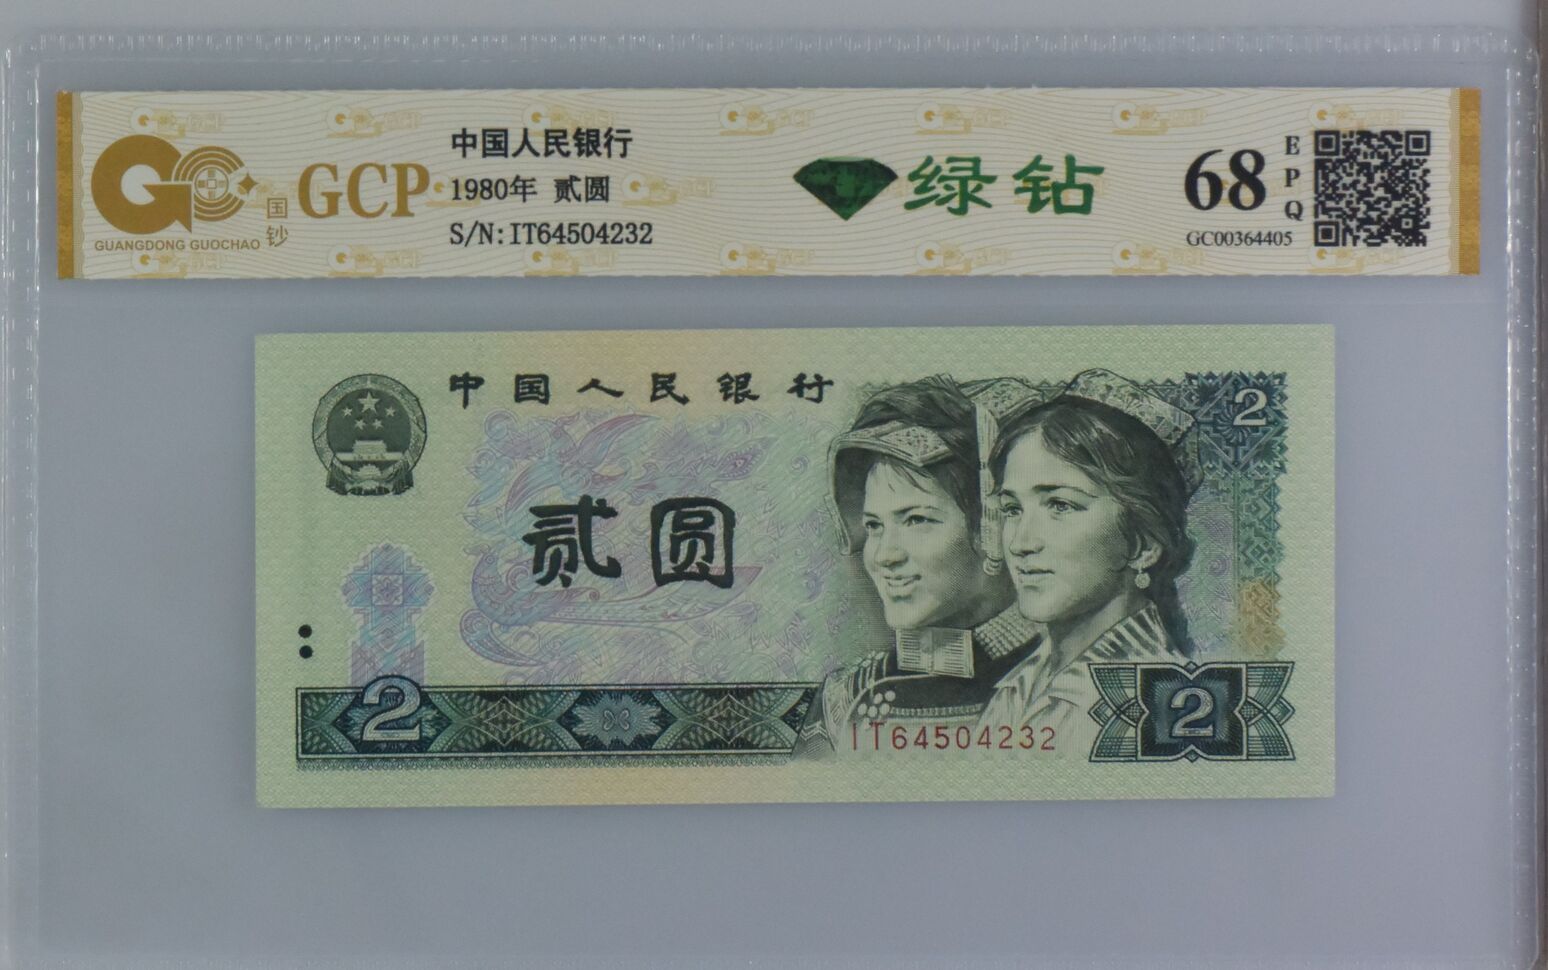 GUANGDONG GUOCHAO
国钞
GCP
中国人民银行
1980年 贰圆
S/N:IT64504232
绿钻
68
EPQ
GC00364405
中国人民银行
2
贰圆
2
IT64504232
2